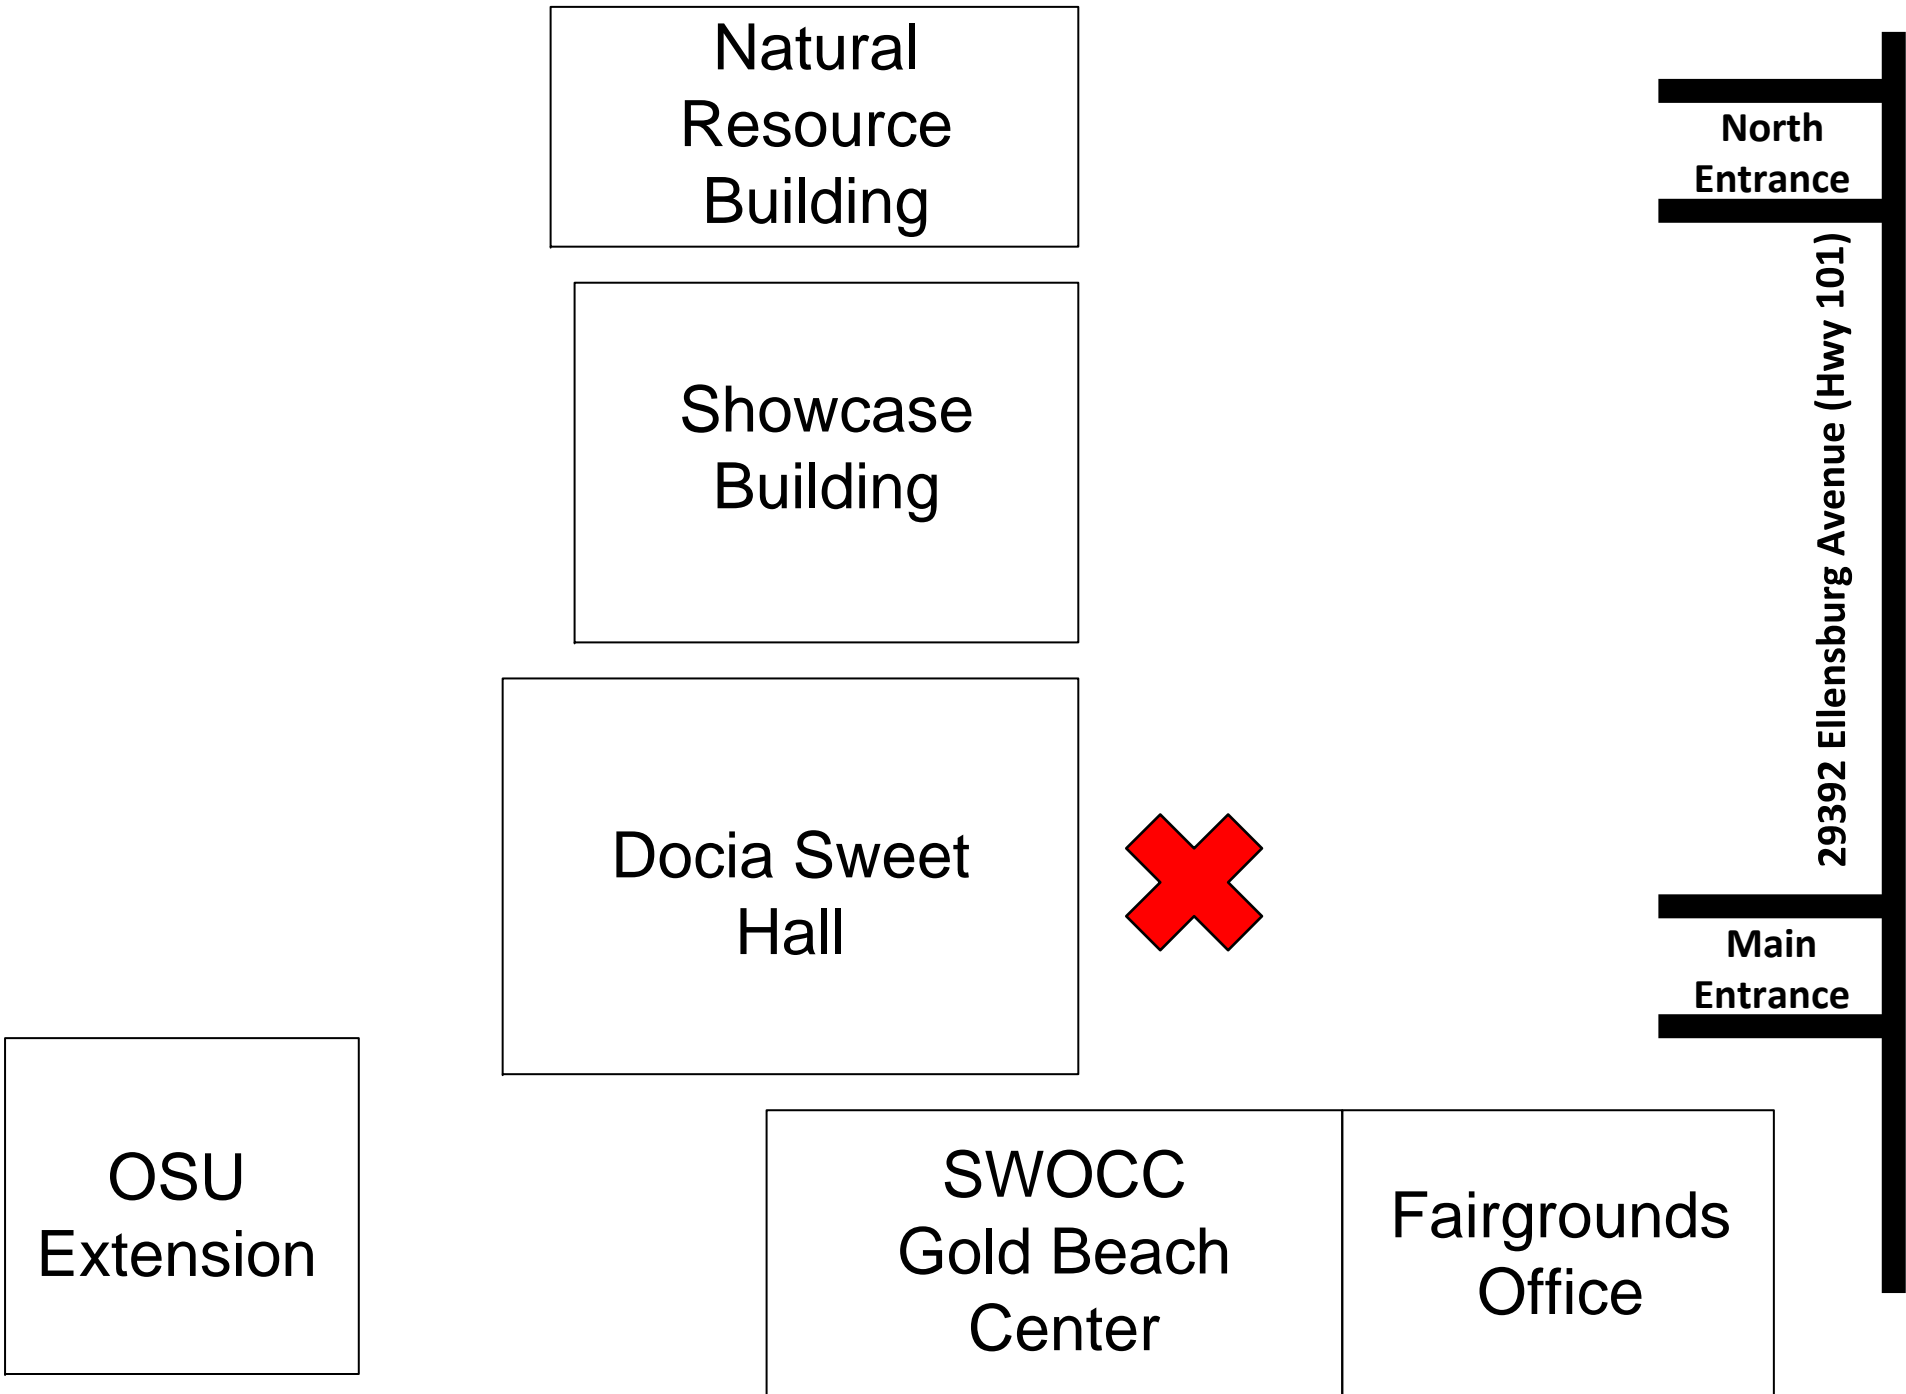 Natural
Resource
Building
North
Entrance
29392 Ellensburg Avenue (Hwy 101)
Showcase
Building
Docia Sweet
Hall
Main
Entrance
OSU
Extension
SWOCC
Gold Beach
Center
Fairgrounds
Office